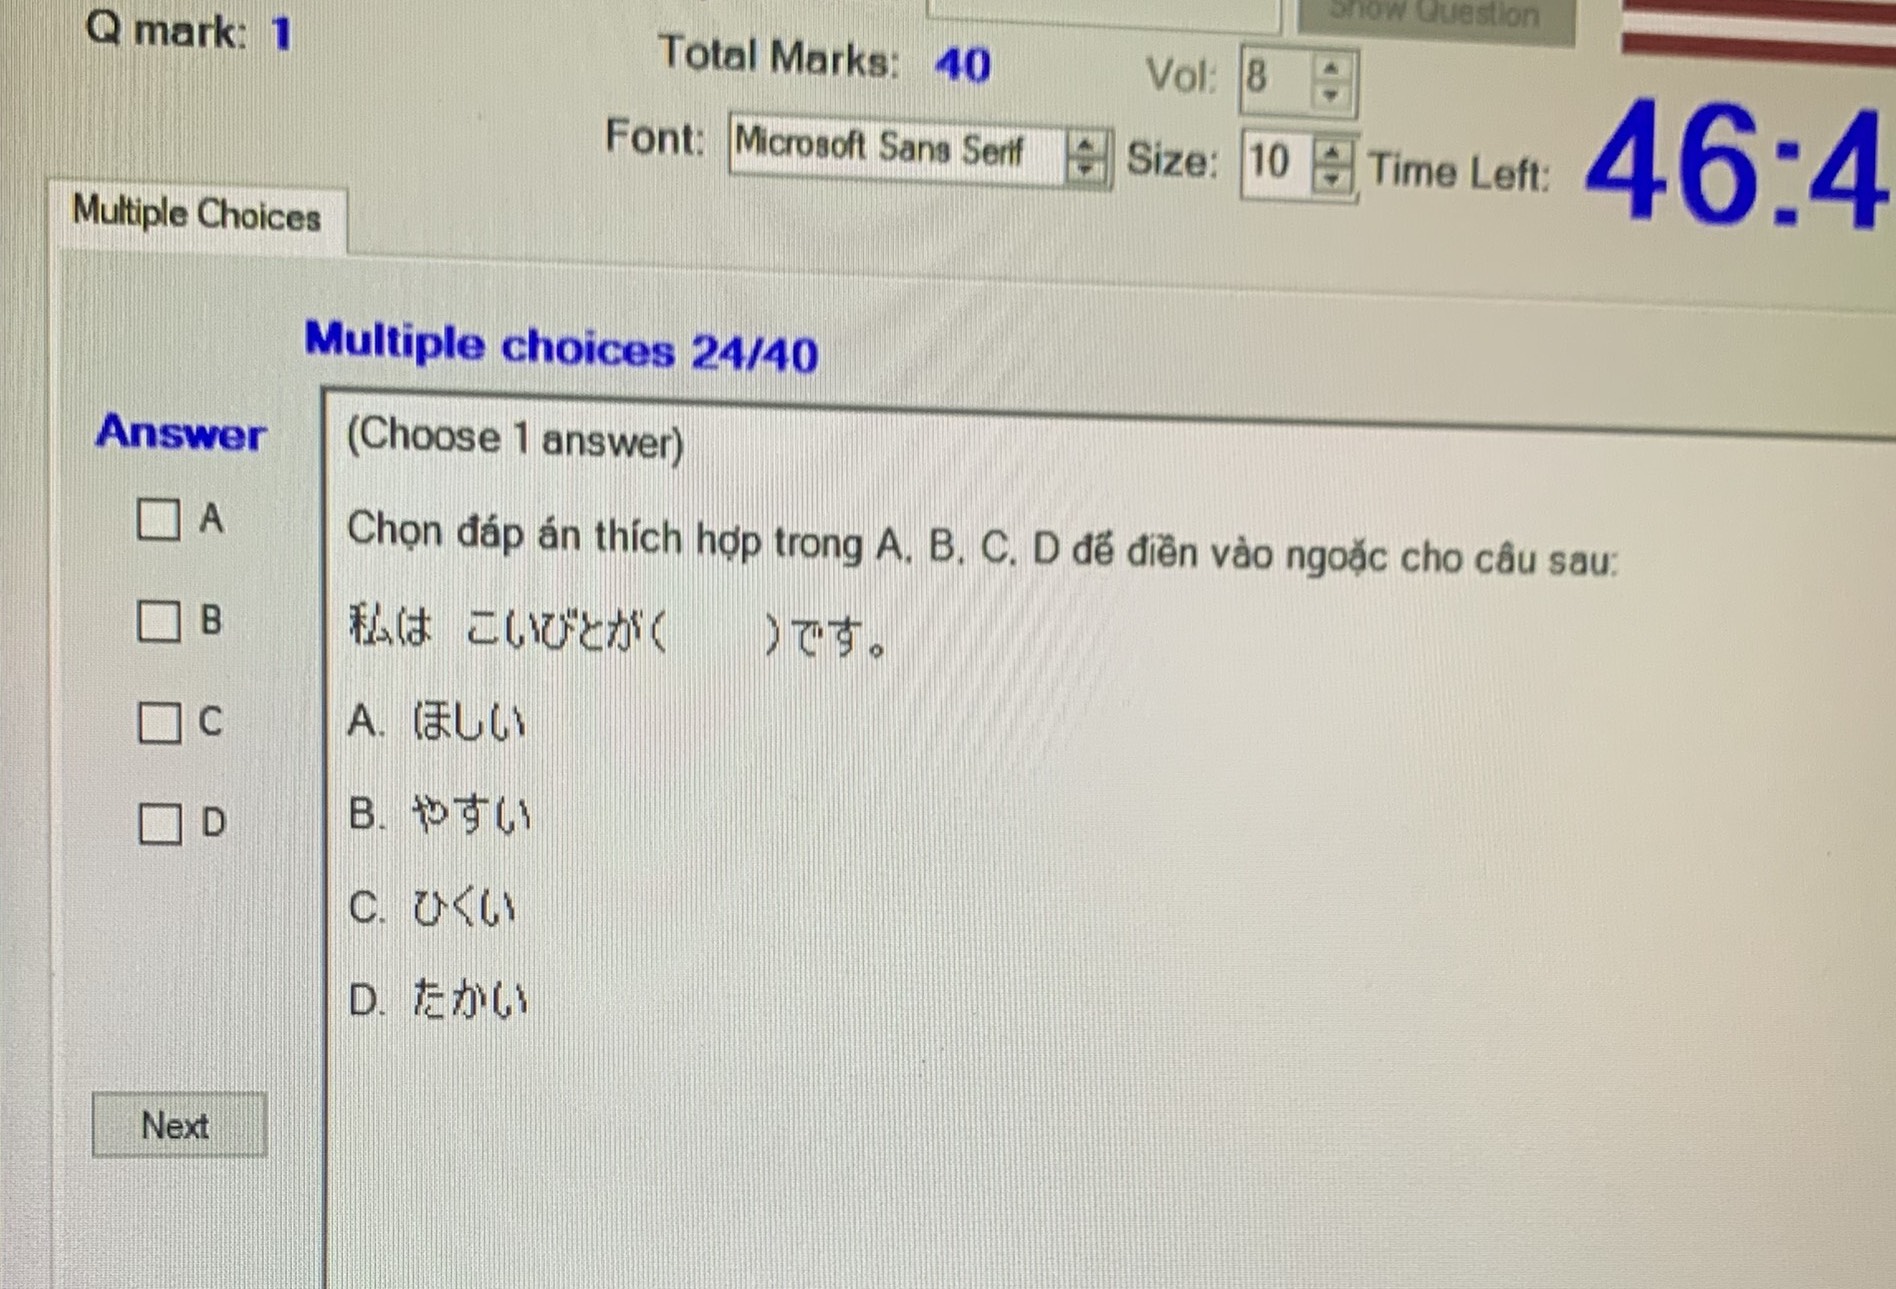 Show Question
Q mark: 1
Total Marks: 40
Vol: 8
Font: Microsoft Sans Serif
Size: 10
Time Left: 46:4
Multiple Choices
Multiple choices 24/40
Answer
A
B
C
D
Next
(Choose 1 answer)
Chọn đáp án thích hợp trong A, B, C, D để điền vào ngoặc cho câu sau:
私は こいびとが( )です。
A. ほしい
B. やすい
C. ひくい
D. たかい